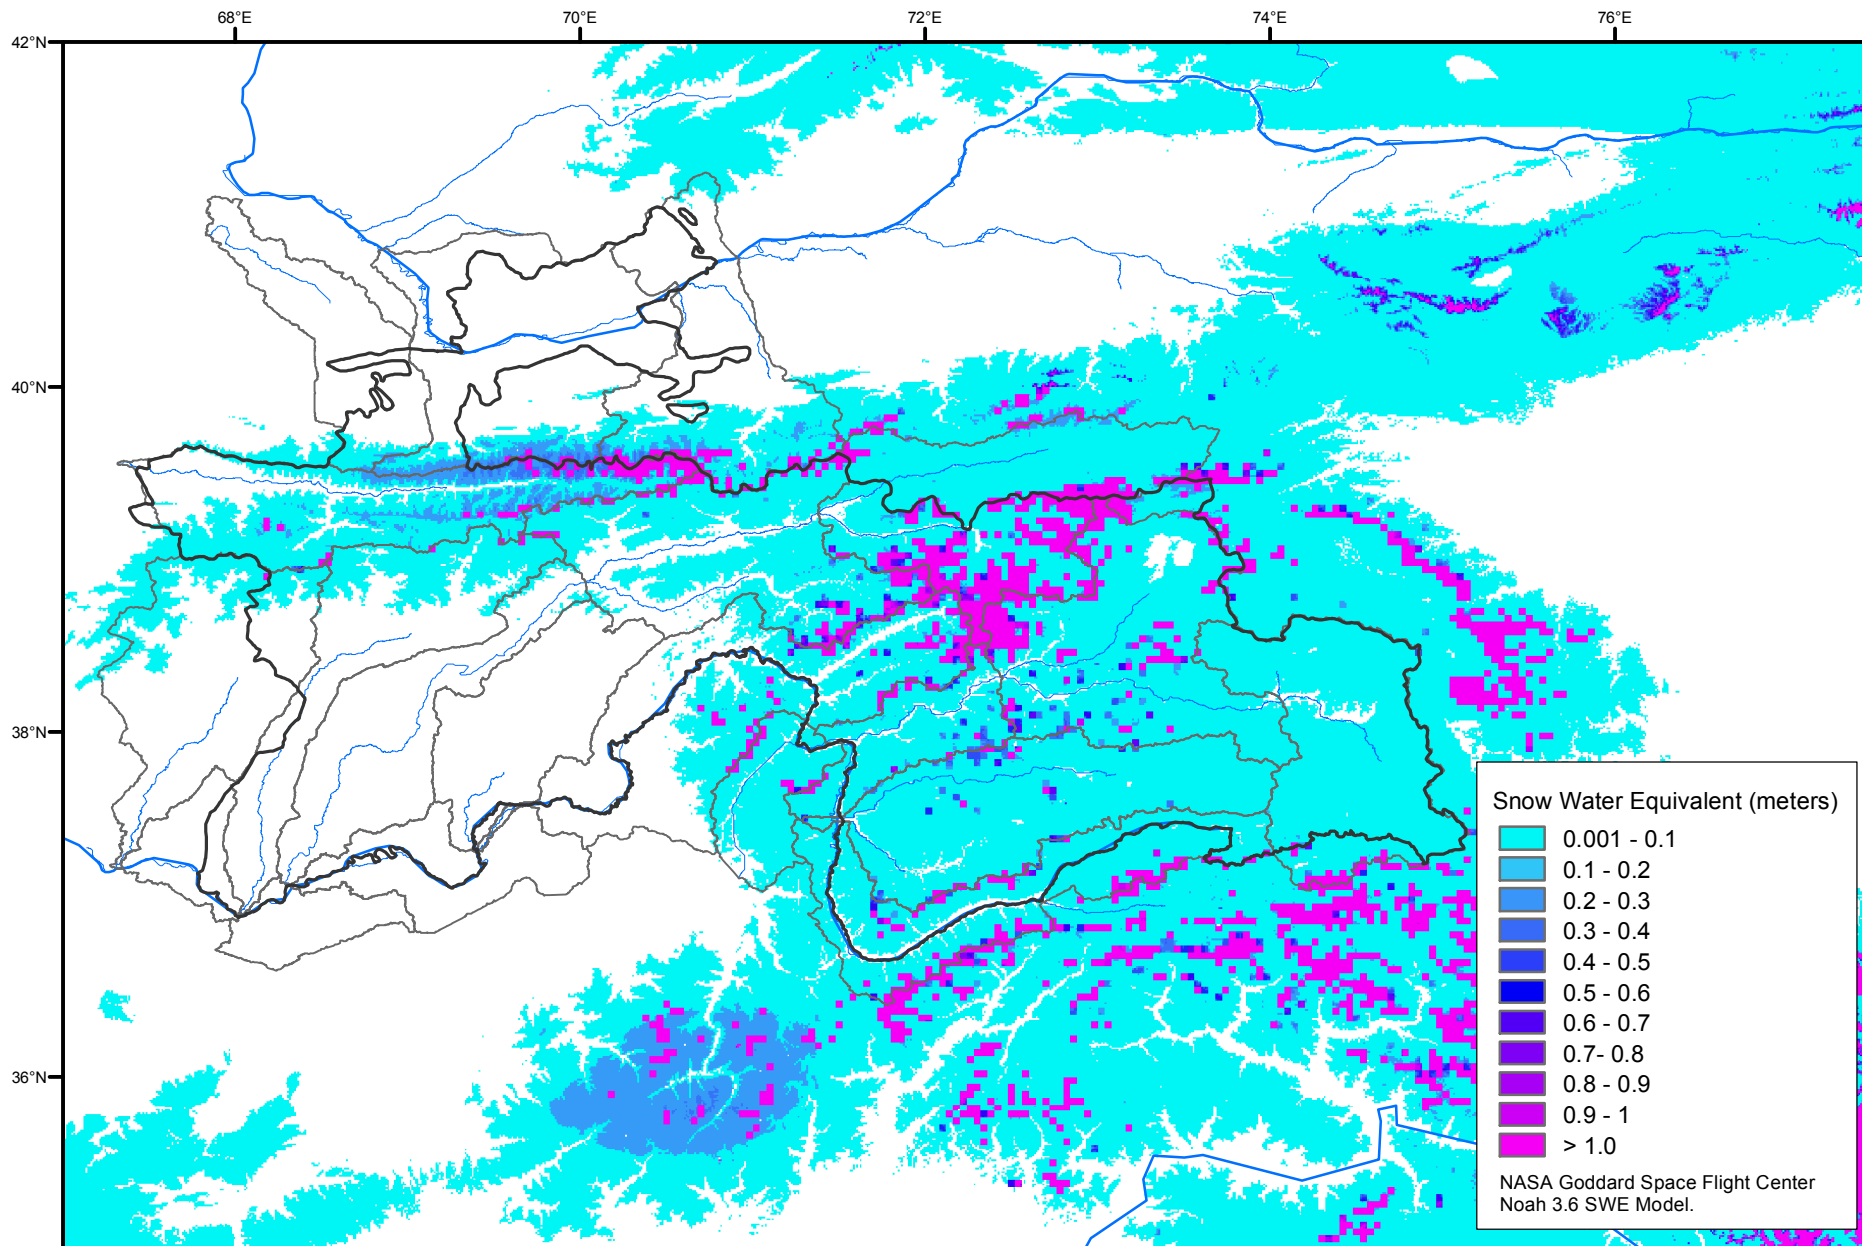 68°E 70°E 72°E 74°E 76°E
42°N
40°N
38°N
36°N
Snow Water Equivalent (meters)
0.001 - 0.1
0.1 - 0.2
0.2 - 0.3
0.3 - 0.4
0.4 - 0.5
0.5 - 0.6
0.6 - 0.7
0.7- 0.8
0.8 - 0.9
0.9 - 1
> 1.0
NASA Goddard Space Flight Center
Noah 3.6 SWE Model.